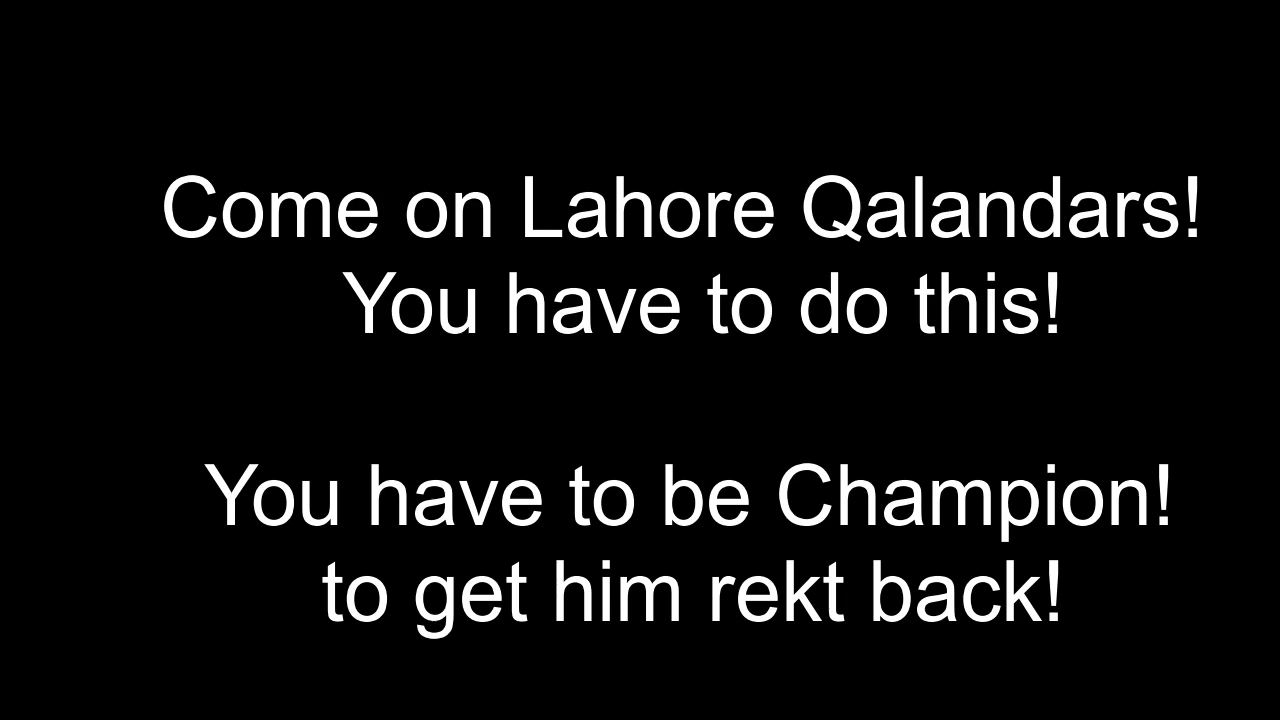 Come on Lahore Qalandars!
You have to do this!
You have to be Champion!
to get him rekt back!